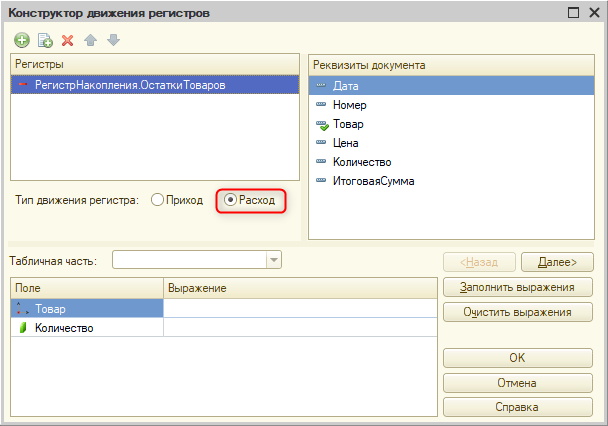 Конструктор движения регистров
Регистры
РегистрНакопления.ОстаткиТоваров
Реквизиты документа
Дата
Номер
Товар
Цена
Количество
ИтоговаяСумма
Тип движения регистра: Приход Расход
Табличная часть:
<Назад Далее>
Поле Выражение
Товар
Количество
Заполнить выражения
Очистить выражения
OK
Отмена
Справка